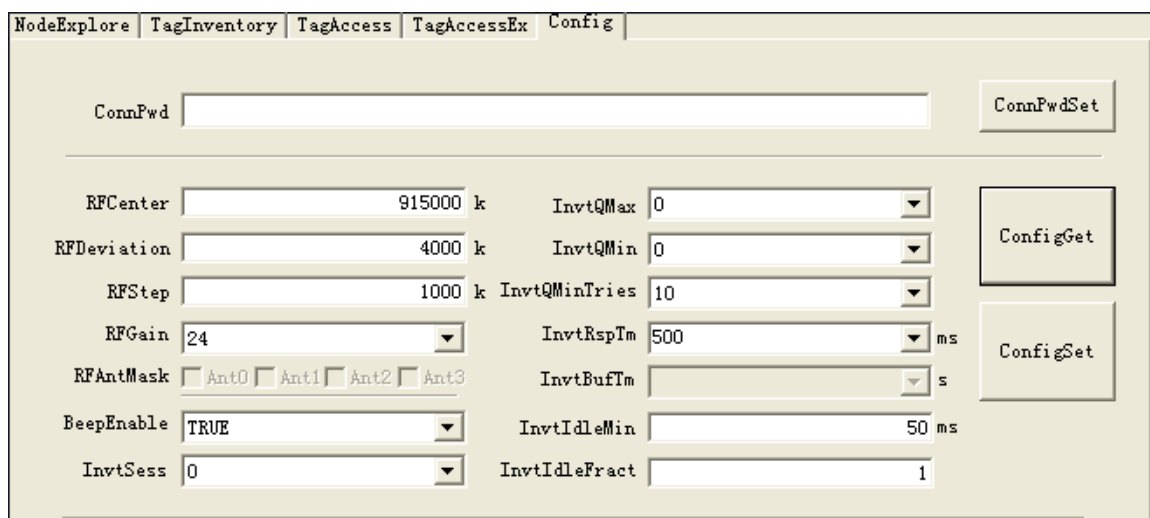 NodeExplore TagInventory TagAccess TagAccessEx Config
ConnPwd ConnPwdSet
RFCenter 915000 k InvtQMax 0
ConfigGet
RFDeviation 4000 k InvtQMin 0
RFStep 1000 k InvtQMinTries 10
RFGain 24 InvtRspTm 500 ms
ConfigSet
RFAntMask Ant0 Ant1 Ant2 Ant3 InvtBufTm s
BeepEnable TRUE InvtIdleMin 50 ms
InvtSess 0 InvtIdleFract 1